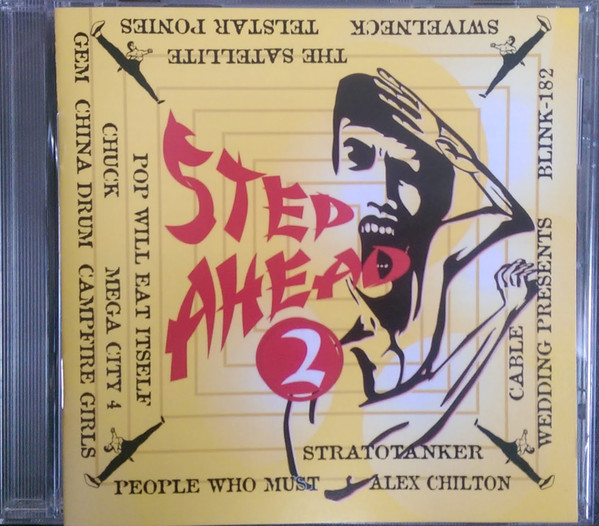 SWIVELNECK
TELSTAR PONIES
THE SATELLITE
GEM
CHINA DRUM
CAMPFIRE GIRLS
CHUCK
MEGA CITY 4
POP WILL EAT ITSELF
STEP
AHEAD
2
BLINK-182
WEDDING PRESENTS
CABLE
STRATOTANKER
PEOPLE WHO MUST
ALEX CHILTON